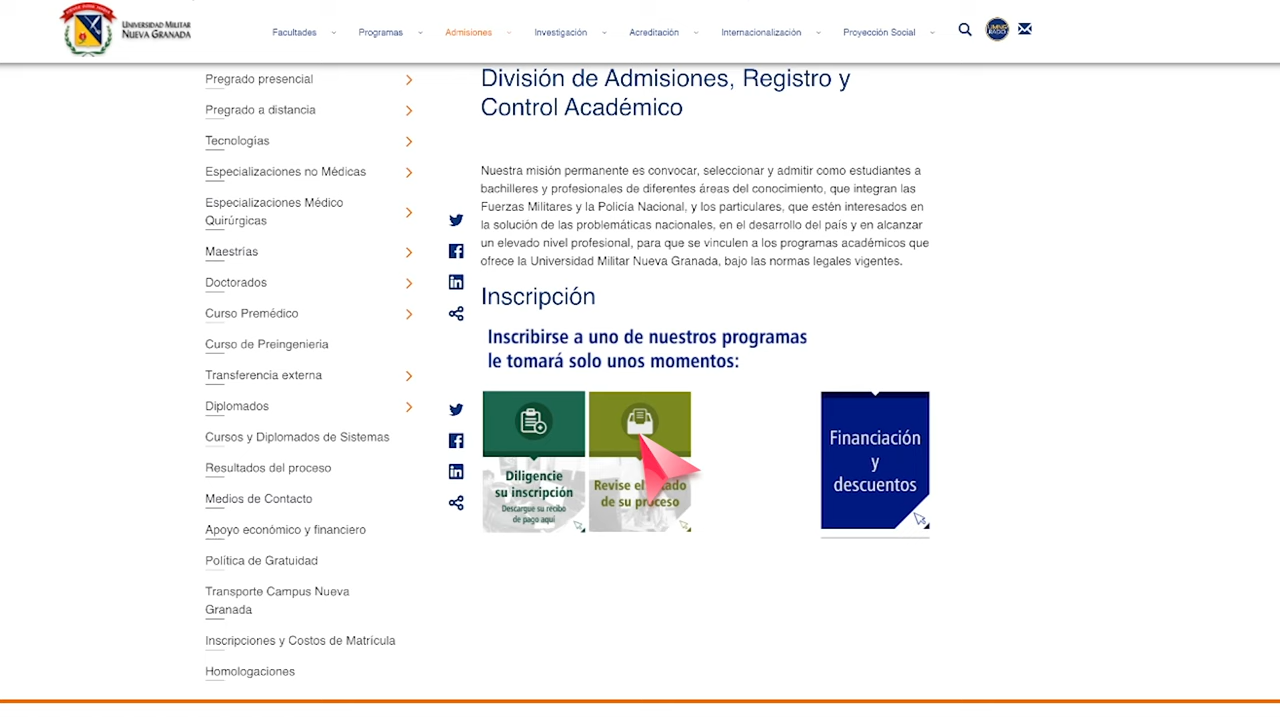 UNIVERSIDAD MILITAR
NUEVA GRANADA
Facultades
Programas
Admisiones
Investigación
Acreditación
Internacionalización
Proyección Social
Pregrado presencial
Pregrado a distancia
Tecnologías
Especializaciones no Médicas
Especializaciones Médico
Quirúrgicas
Maestrías
Doctorados
Curso Premédico
Curso de Preingenieria
Transferencia externa
Diplomados
Cursos y Diplomados de Sistemas
Resultados del proceso
Medios de Contacto
Apoyo económico y financiero
Política de Gratuidad
Transporte Campus Nueva
Granada
Inscripciones y Costos de Matrícula
Homologaciones
División de Admisiones, Registro y
Control Académico
Nuestra misión permanente es convocar, seleccionar y admitir como estudiantes a
bachilleres y profesionales de diferentes áreas del conocimiento, que integran las
Fuerzas Militares y la Policía Nacional, y los particulares, que estén interesados en
la solución de las problemáticas nacionales, en el desarrollo del país y en alcanzar
un elevado nivel profesional, para que se vinculen a los programas académicos que
ofrece la Universidad Militar Nueva Granada, bajo las normas legales vigentes.
Inscripción
Inscribirse a uno de nuestros programas
le tomará solo unos momentos:
Diligencie
su inscripción
Descargue su recibo
de pago aquí
Revise el
de su proceso
Financiación
y
descuentos